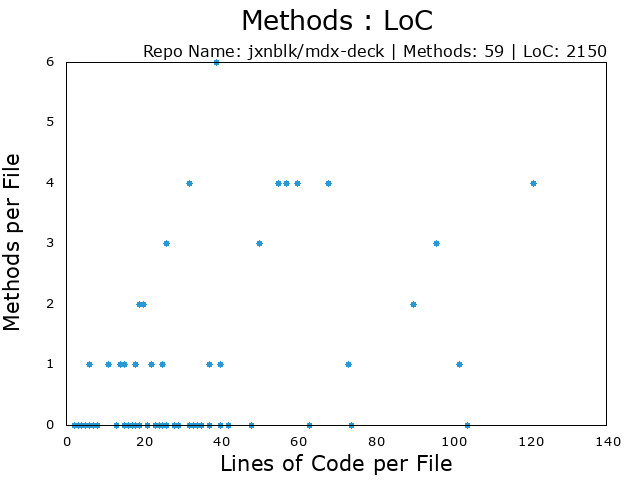 Methods : LoC
Repo Name: jxnblk/mdx-deck | Methods: 59 | LoC: 2150
6
5
4
3
2
1
0
Methods per File
0 20 40 60 80 100 120 140
Lines of Code per File